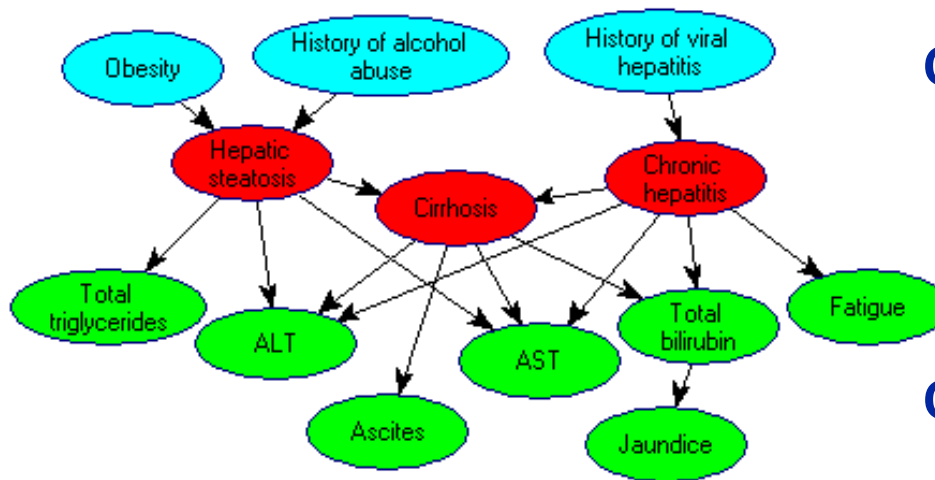 Obesity
History of alcohol
abuse
History of viral
hepatitis
Hepatic
steatosis
Cirrhosis
Chronic
hepatitis
Total
triglycerides
ALT
AST
Total
bilirubin
Fatigue
Ascites
Jaundice